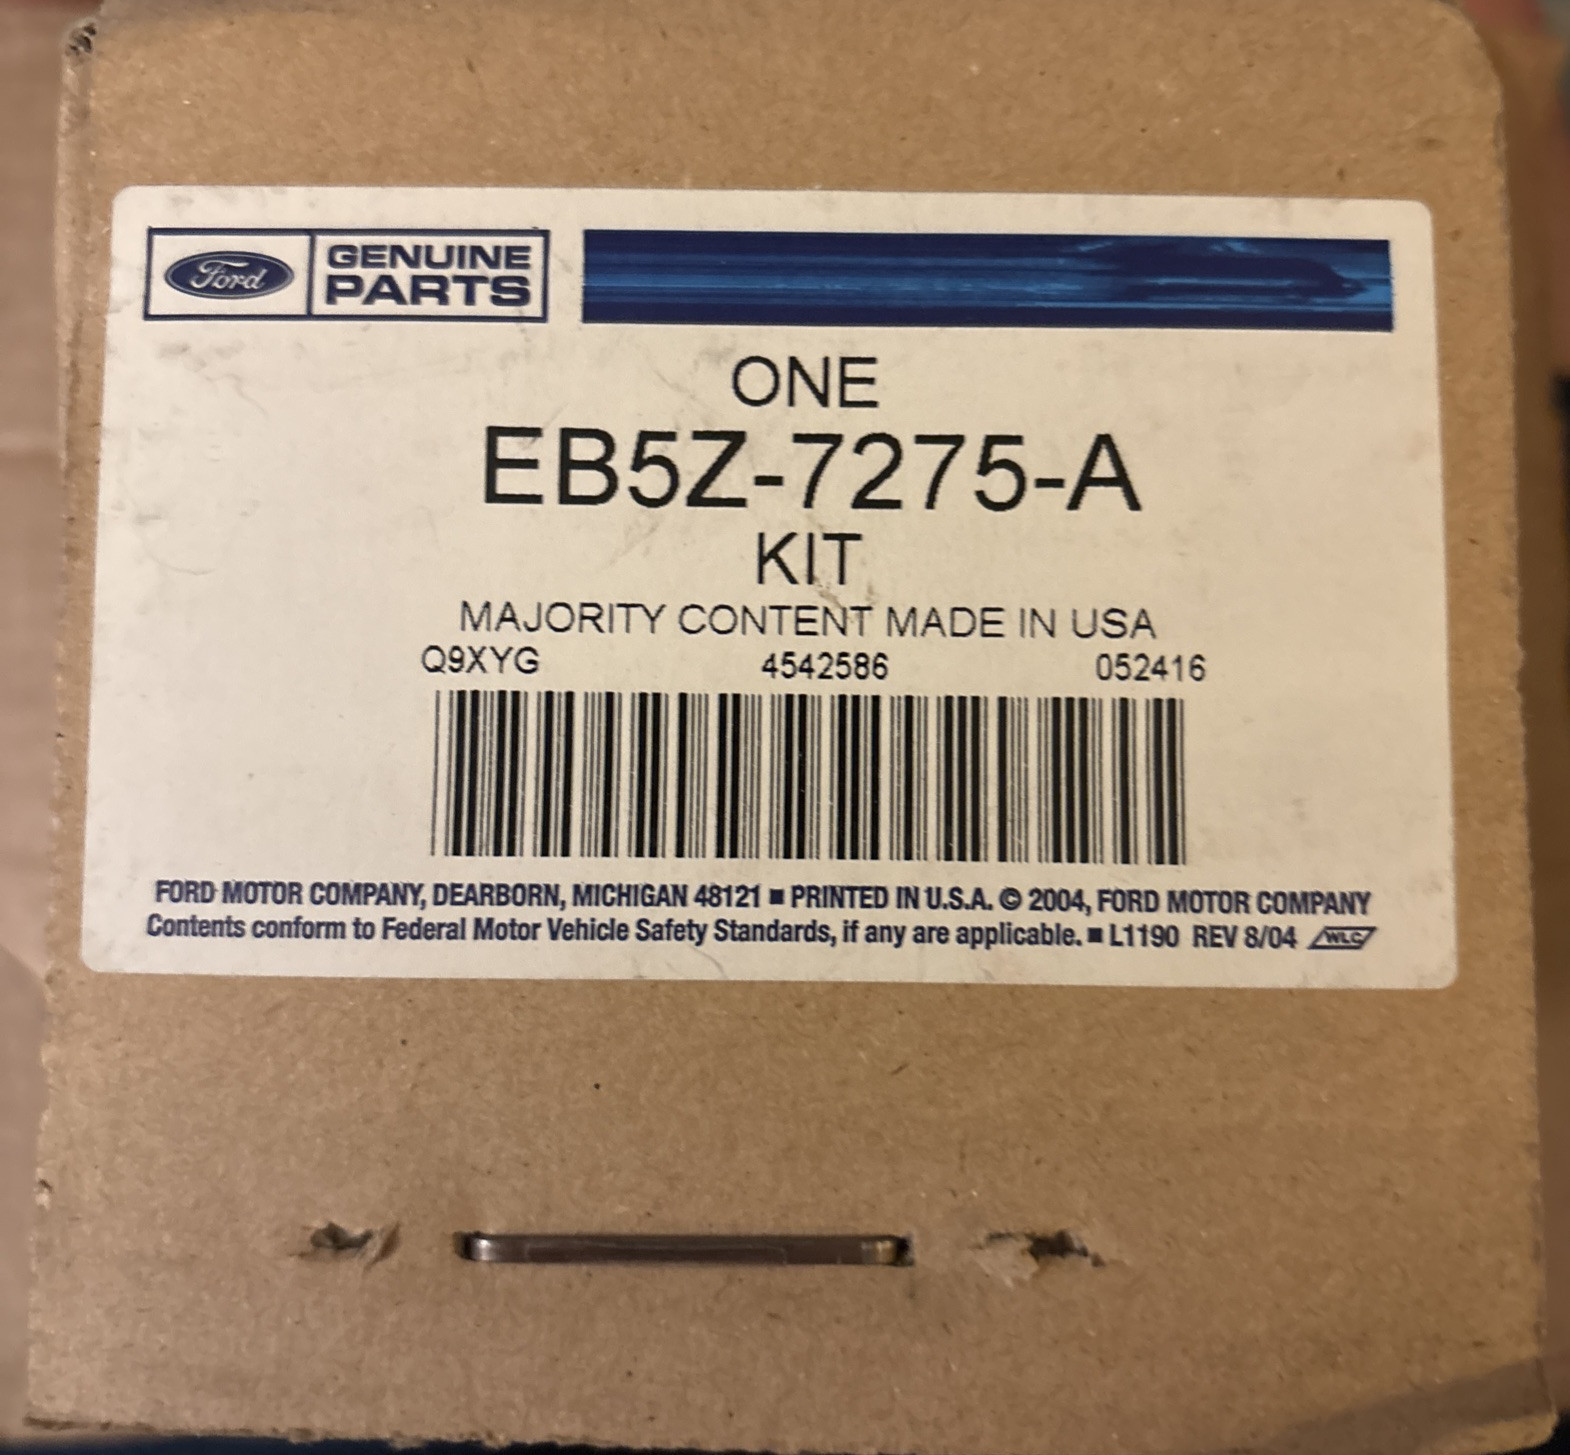 Ford GENUINE PARTS
ONE
EB5Z-7275-A
KIT
MAJORITY CONTENT MADE IN USA
Q9XYG 4542586 052416
FORD MOTOR COMPANY, DEARBORN, MICHIGAN 48121 ■ PRINTED IN U.S.A. © 2004, FORD MOTOR COMPANY
Contents conform to Federal Motor Vehicle Safety Standards, if any are applicable. ■ L1190 REV 8/04 WLC